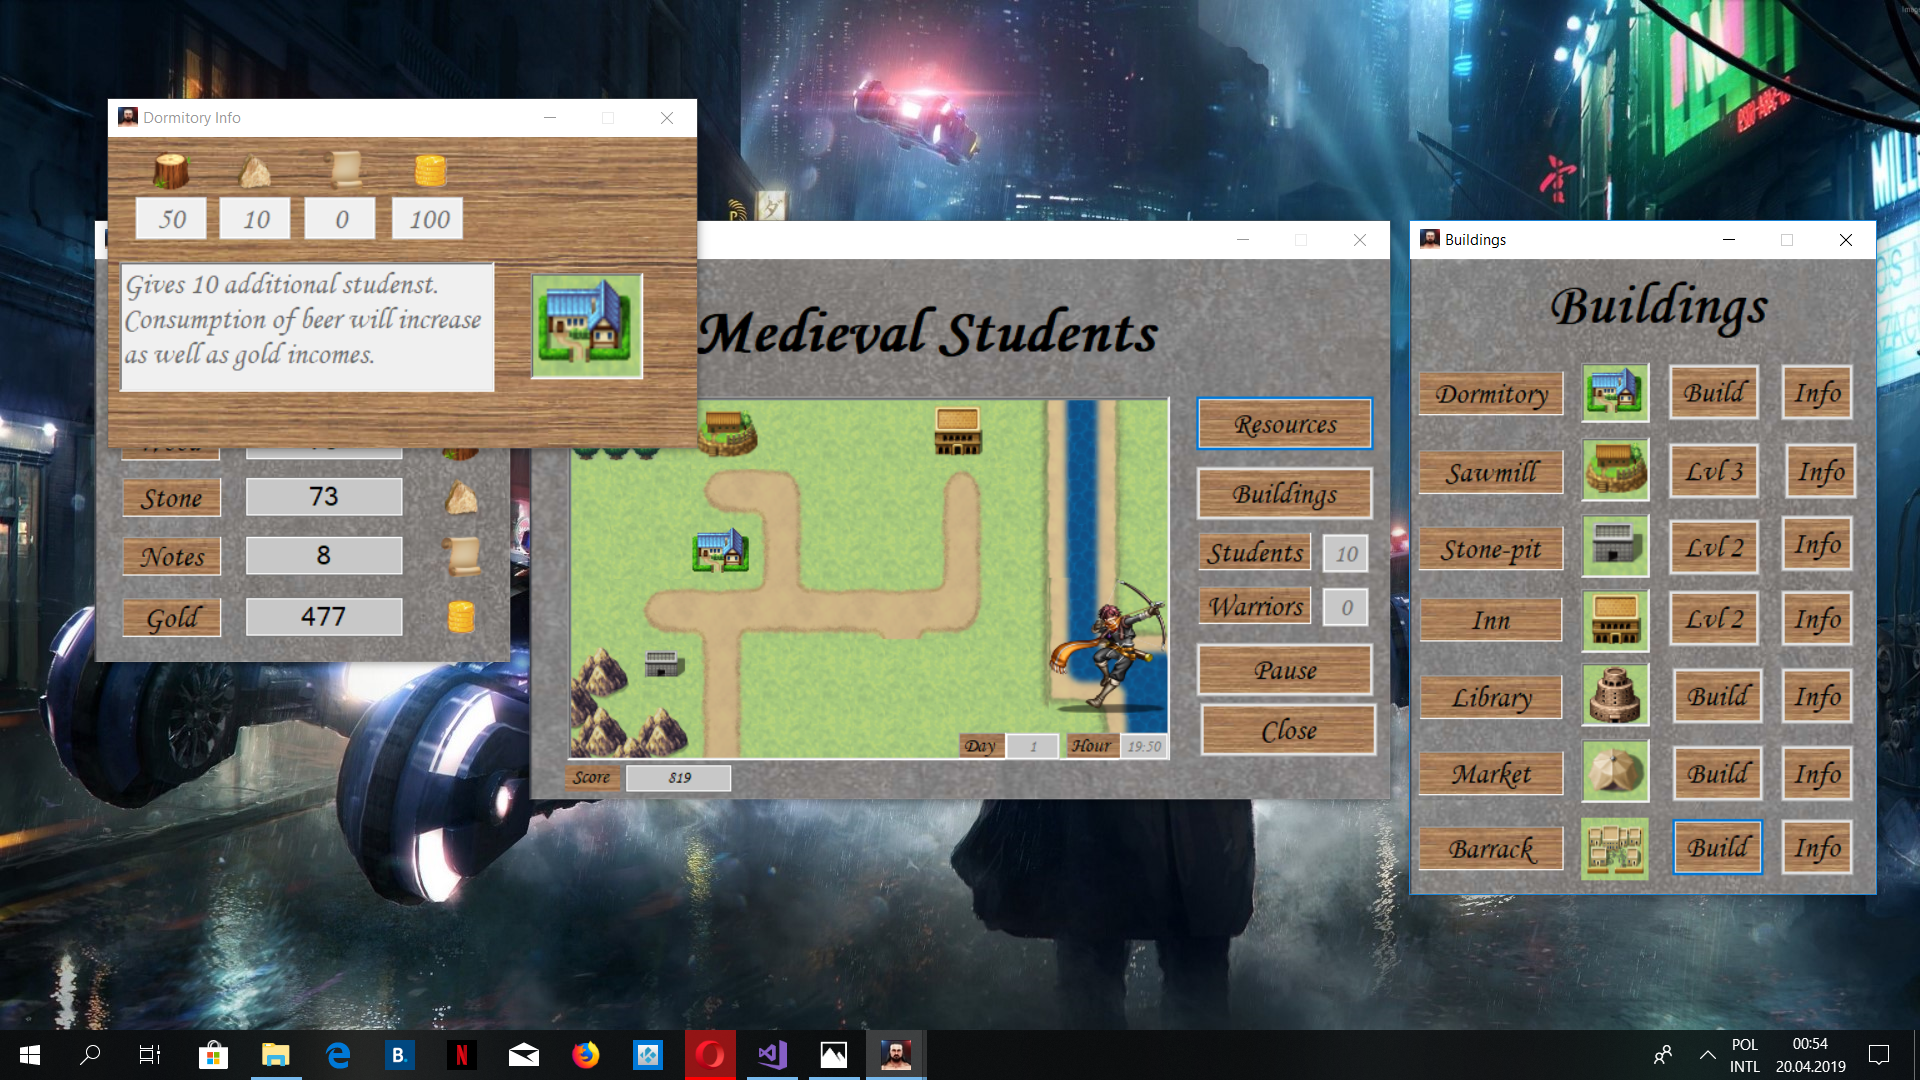 Dormitory Info
50 10 0 100
Gives 10 additional studenst.
Consumption of beer will increase
as well as gold incomes.
Stone 73
Notes 8
Gold 477
Medieval Students
Resources
Buildings
Students 10
Warriors 0
Pause
Close
Day 1 Hour 19:50
Score 819
Buildings
Buildings
Dormitory Build Info
Sawmill Lvl 3 Info
Stone-pit Lvl 2 Info
Inn Lvl 2 Info
Library Build Info
Market Build Info
Barrack Build Info
B.
N
POL
INTL
00:54
20.04.2019